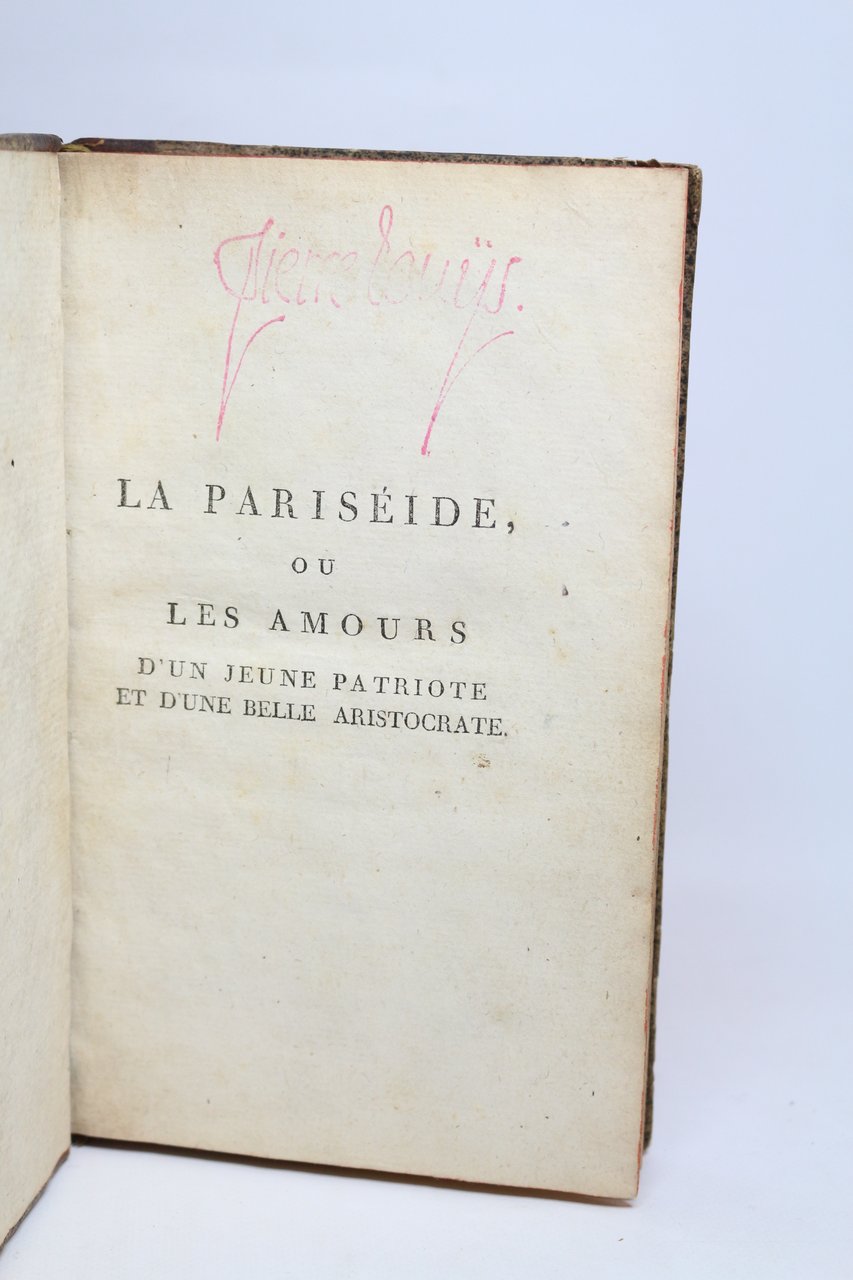 Pierre Louÿs.
LA PARISÉIDE,
OU
LES AMOURS
D'UN JEUNE PATRIOTE
ET D'UNE BELLE ARISTOCRATE.